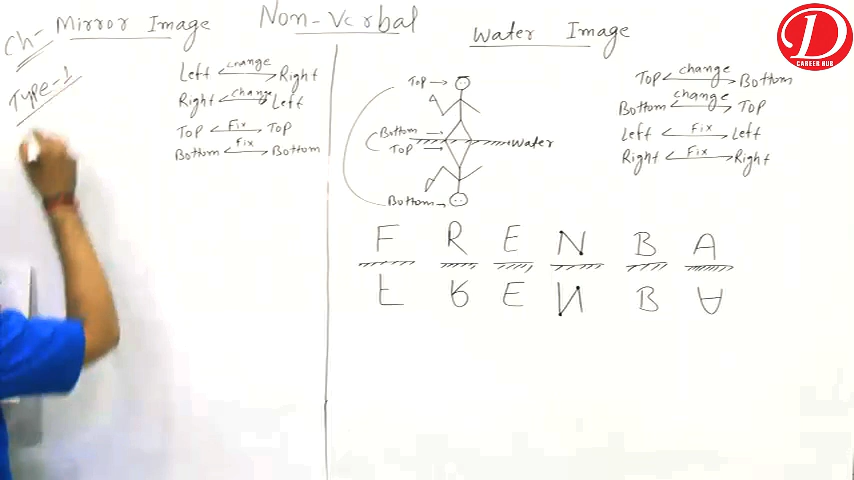 Non-Verbal
Ch- Mirror Image
Type-1
Left change Right
Right change Left
Top Fix Top
Bottom Fix Bottom
Water Image
Top
Bottom
Top
Water
Bottom
Top change Bottom
Bottom change Top
Left Fix Left
Right Fix Right
F R E N B A
D
CAREER HUB